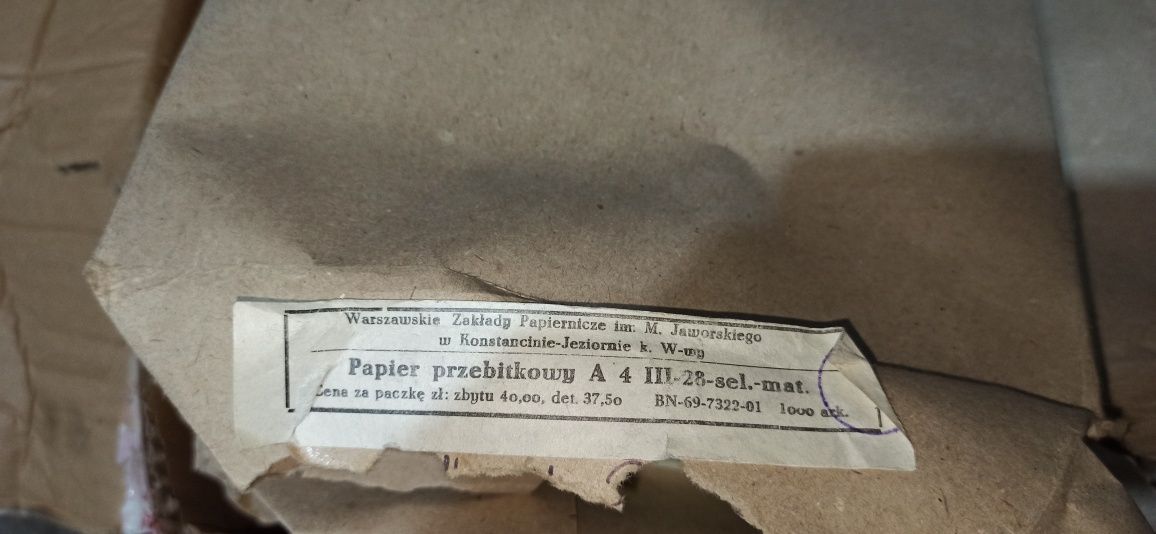 Warszawskie Zakłady Papiernicze im. M. Jaworskiego
w Konstancinie-Jeziornie k. W-wy
Papier przebitkowy A 4 III-28-sel.-mat.
Cena za paczkę zł: zbytu 40,00, det. 37,50 BN-69-7322-01 1000 ark.